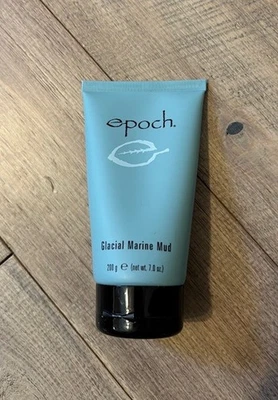 epoch.
Glacial Marine Mud
200 g ℮ (net wt. 7.0 oz.)